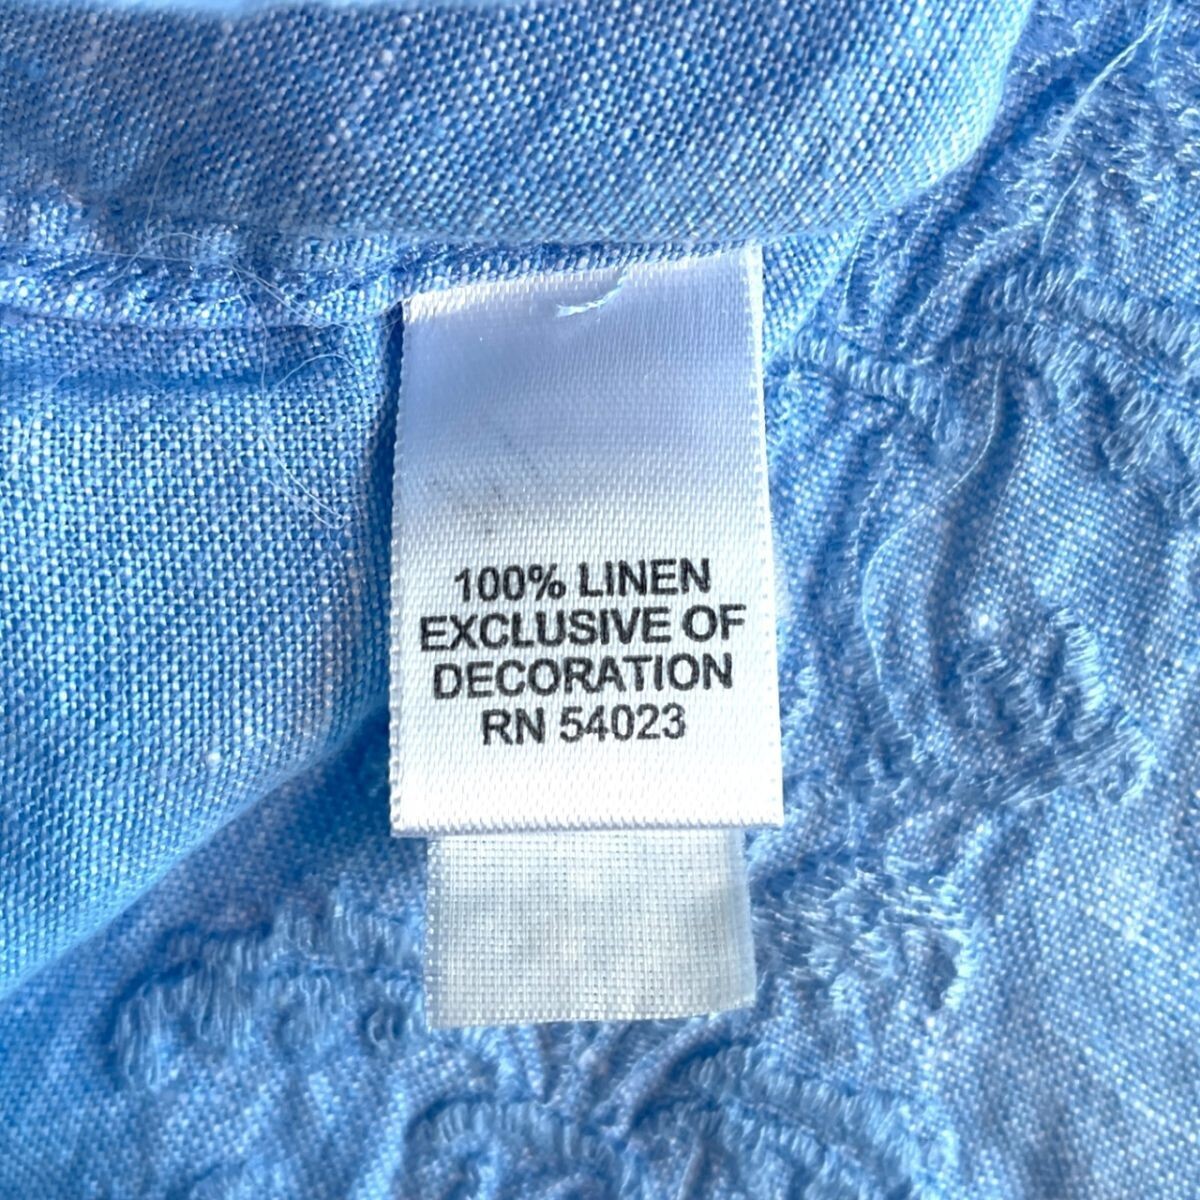 100% LINEN
EXCLUSIVE OF
DECORATION
RN 54023